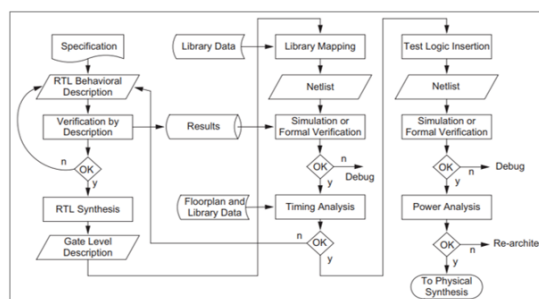 Specification
RTL Behavioral
Description
Verification by
Description
n
OK
y
RTL Synthesis
Gate Level
Description
Library Data
Results
Floorplan and
Library Data
Library Mapping
Netlist
Simulation or
Formal Verification
n
OK
y
Debug
Timing Analysis
n
OK
y
Test Logic Insertion
Netlist
Simulation or
Formal Verification
OK
n
Debug
y
Power Analysis
OK
n
Re-archite
y
To Physical
Synthesis